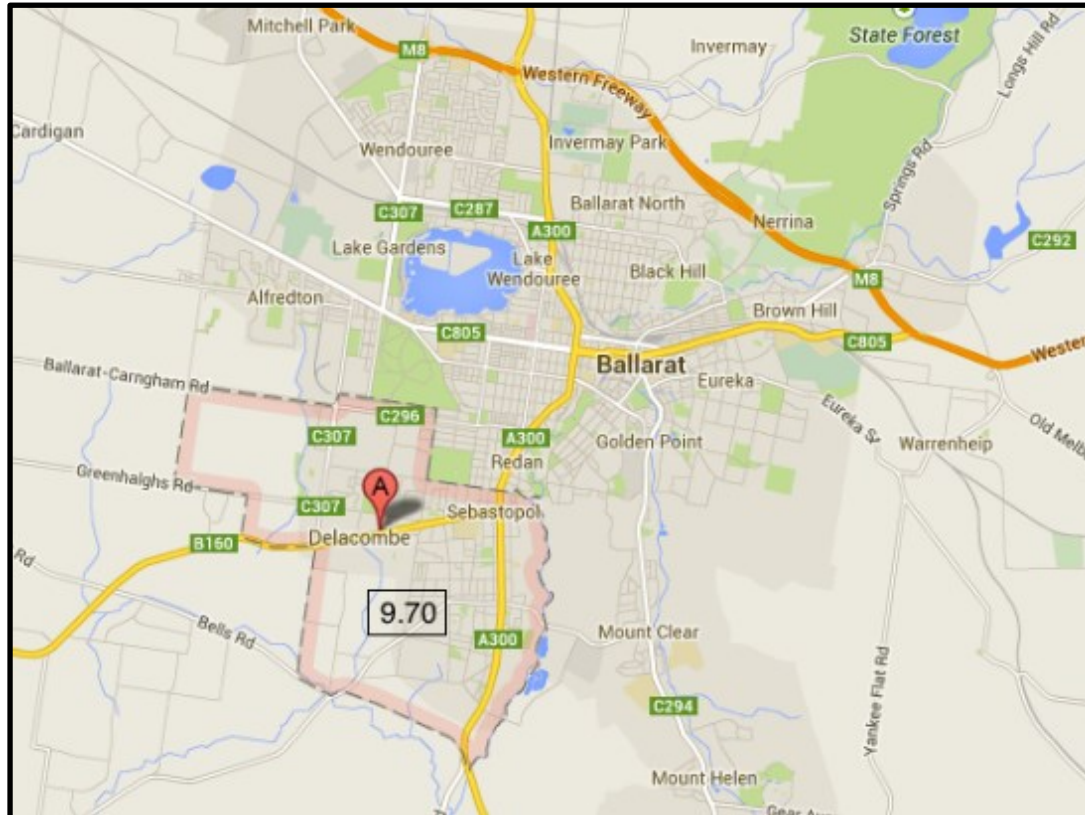 Mitchell Park
M8
State Forest
Invermay
Longs Hill Rd
Western Freeway
Cardigan
Wendouree
Invermay Park
Springs Rd
C307
C287
Ballarat North
Nerrina
A300
C292
Lake Gardens
Lake
Wendouree
Black Hill
M8
Alfredton
Brown Hill
C805
C805
Western
Ballarat
Ballarat-Carngham Rd
Eureka
C296
Eureka St
C307
A300
Golden Point
Warrenheip
Old Melb
Redan
Greenhalghs Rd
A
C307
Sebastopol
Delacombe
B160
Rd
9.70
Bells Rd
A300
Mount Clear
Yankee Flat Rd
C294
Mount Helen